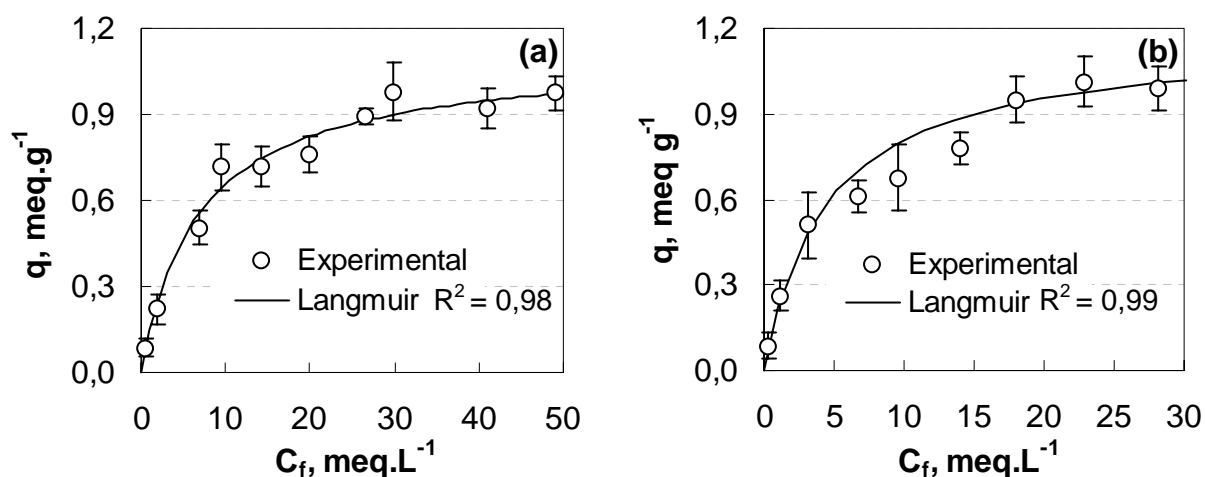 1,2
0,9
0,6
0,3
0,0
q, meq.g⁻¹
(a)
Experimental
Langmuir R² = 0,98
0 10 20 30 40 50
C_f, meq.L⁻¹
1.2
0.9
0.6
0.3
0.0
q, meq g⁻¹
(b)
Experimental
Langmuir R² = 0,99
0 5 10 15 20 25 30
C_f, meq.L⁻¹